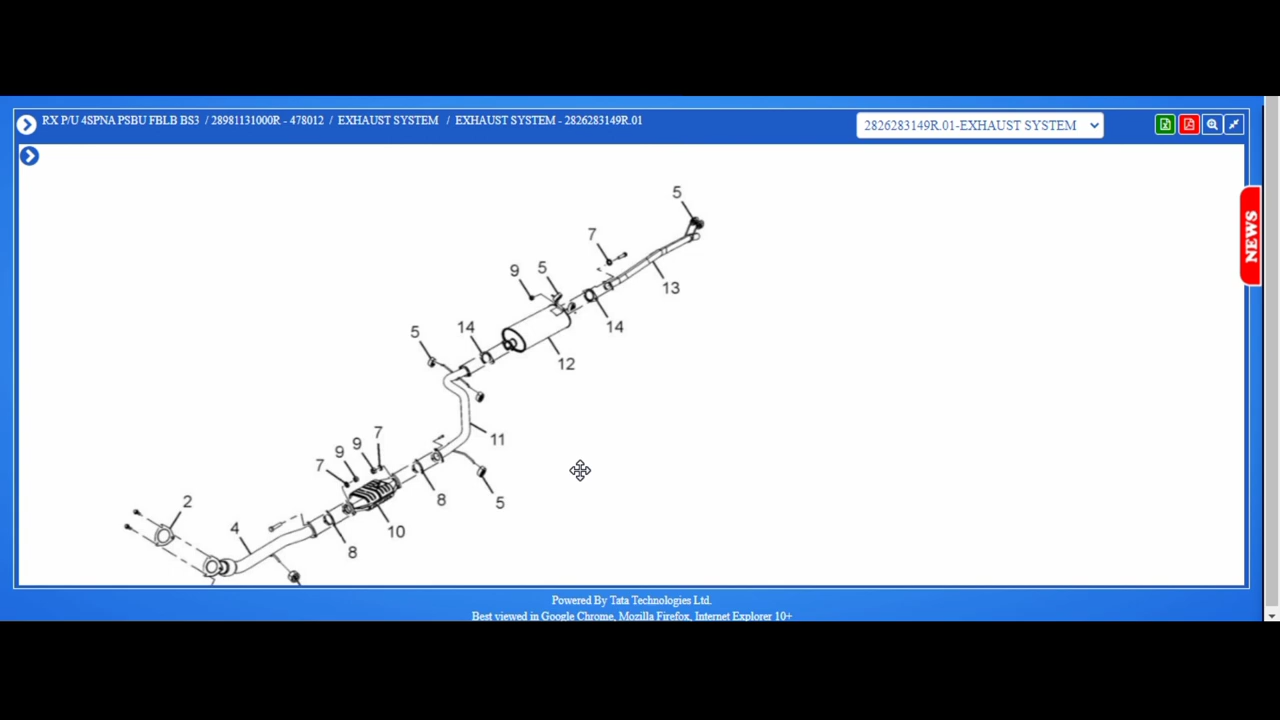 RX P/U 4SPNA PSBU FBLB BS3 / 28981131000R - 478012 / EXHAUST SYSTEM / EXHAUST SYSTEM - 2826283149R.01
2826283149R.01-EXHAUST SYSTEM
NEWS
5
7
9 5
13
5 14 14
12
11
7 9 9 7
8 5
2
4 10
8
Powered By Tata Technologies Ltd.
Best viewed in Google Chrome, Mozilla Firefox, Internet Explorer 10+